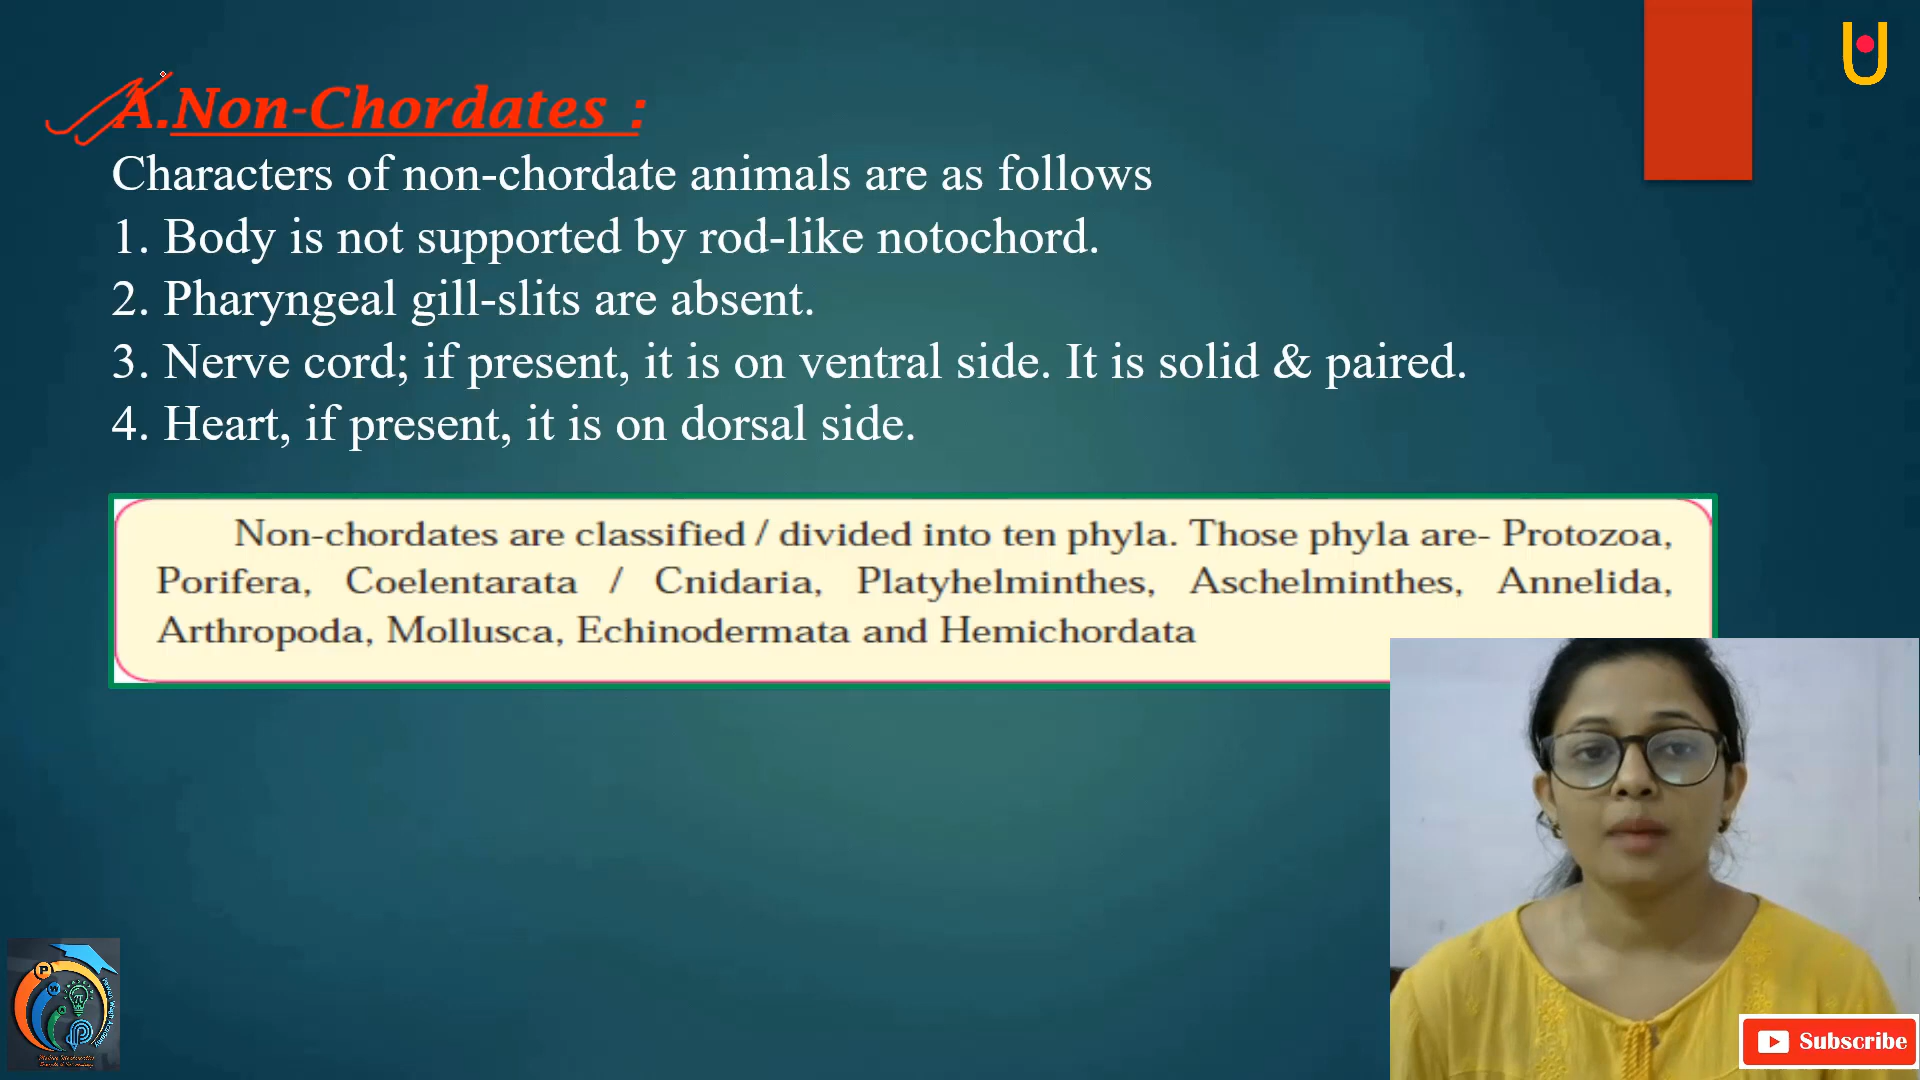 A.Non-Chordates :
Characters of non-chordate animals are as follows
1. Body is not supported by rod-like notochord.
2. Pharyngeal gill-slits are absent.
3. Nerve cord; if present, it is on ventral side. It is solid & paired.
4. Heart, if present, it is on dorsal side.
Non-chordates are classified / divided into ten phyla. Those phyla are- Protozoa,
Porifera, Coelentarata / Cnidaria, Platyhelminthes, Aschelminthes, Annelida,
Arthropoda, Mollusca, Echinodermata and Hemichordata
Subscribe